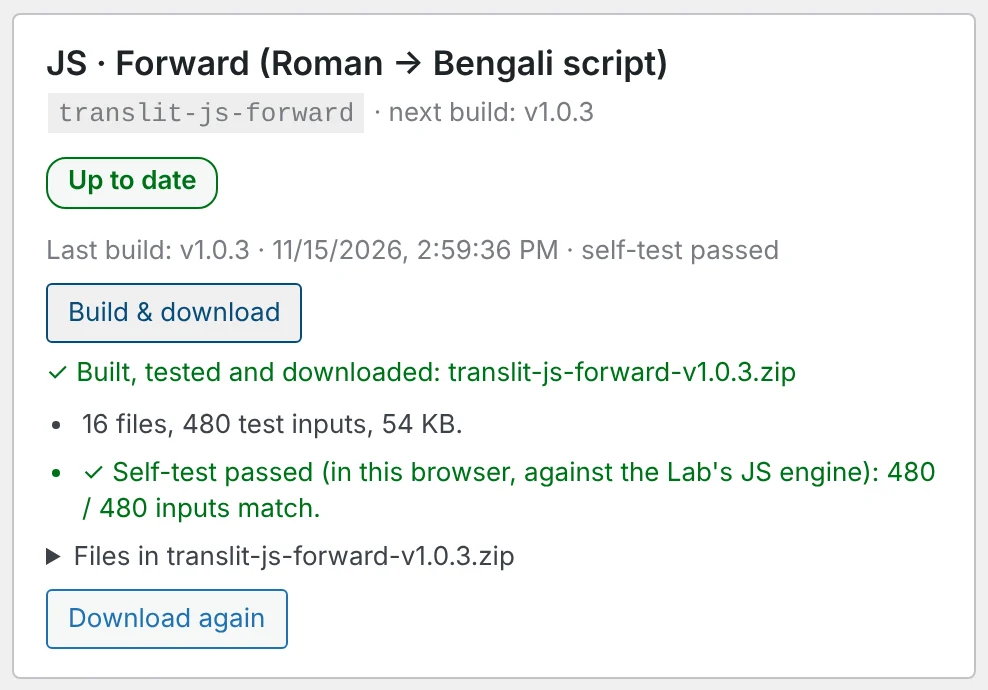 JS · Forward (Roman → Bengali script)
translit-js-forward · next build: v1.0.3
Up to date
Last build: v1.0.3 · 11/15/2026, 2:59:36 PM · self-test passed
Build & download
✓ Built, tested and downloaded: translit-js-forward-v1.0.3.zip
• 16 files, 480 test inputs, 54 KB.
• ✓ Self-test passed (in this browser, against the Lab's JS engine): 480
/ 480 inputs match.
▶ Files in translit-js-forward-v1.0.3.zip
Download again